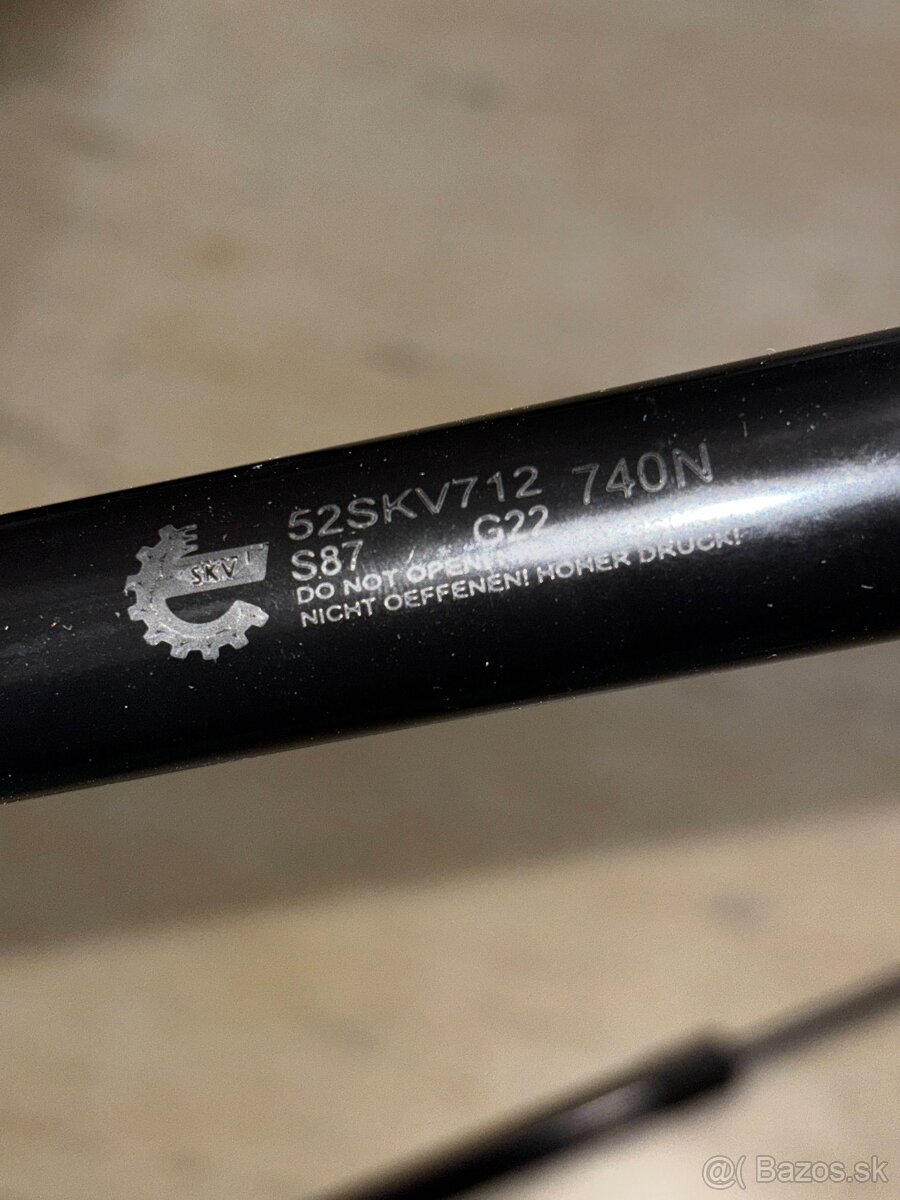 SKV
52SKV712 740N
S87 G22
DO NOT OPEN!
NICHT OEFFENEN! HOHER DRUCK!
@( Bazos.sk